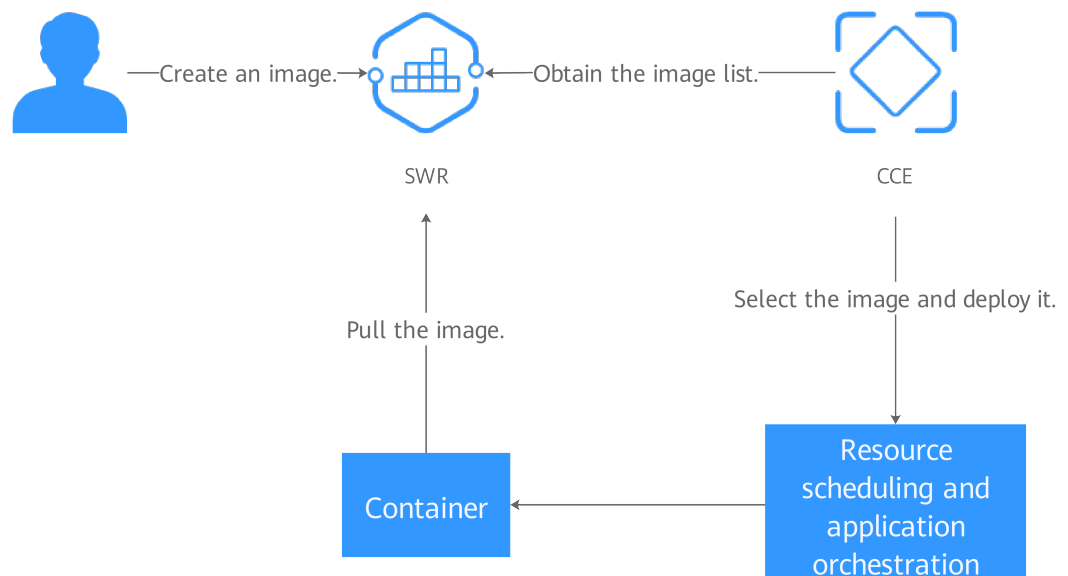 Create an image.
Obtain the image list.
SWR
CCE
Select the image and deploy it.
Pull the image.
Resource
scheduling and
application
orchestration
Container